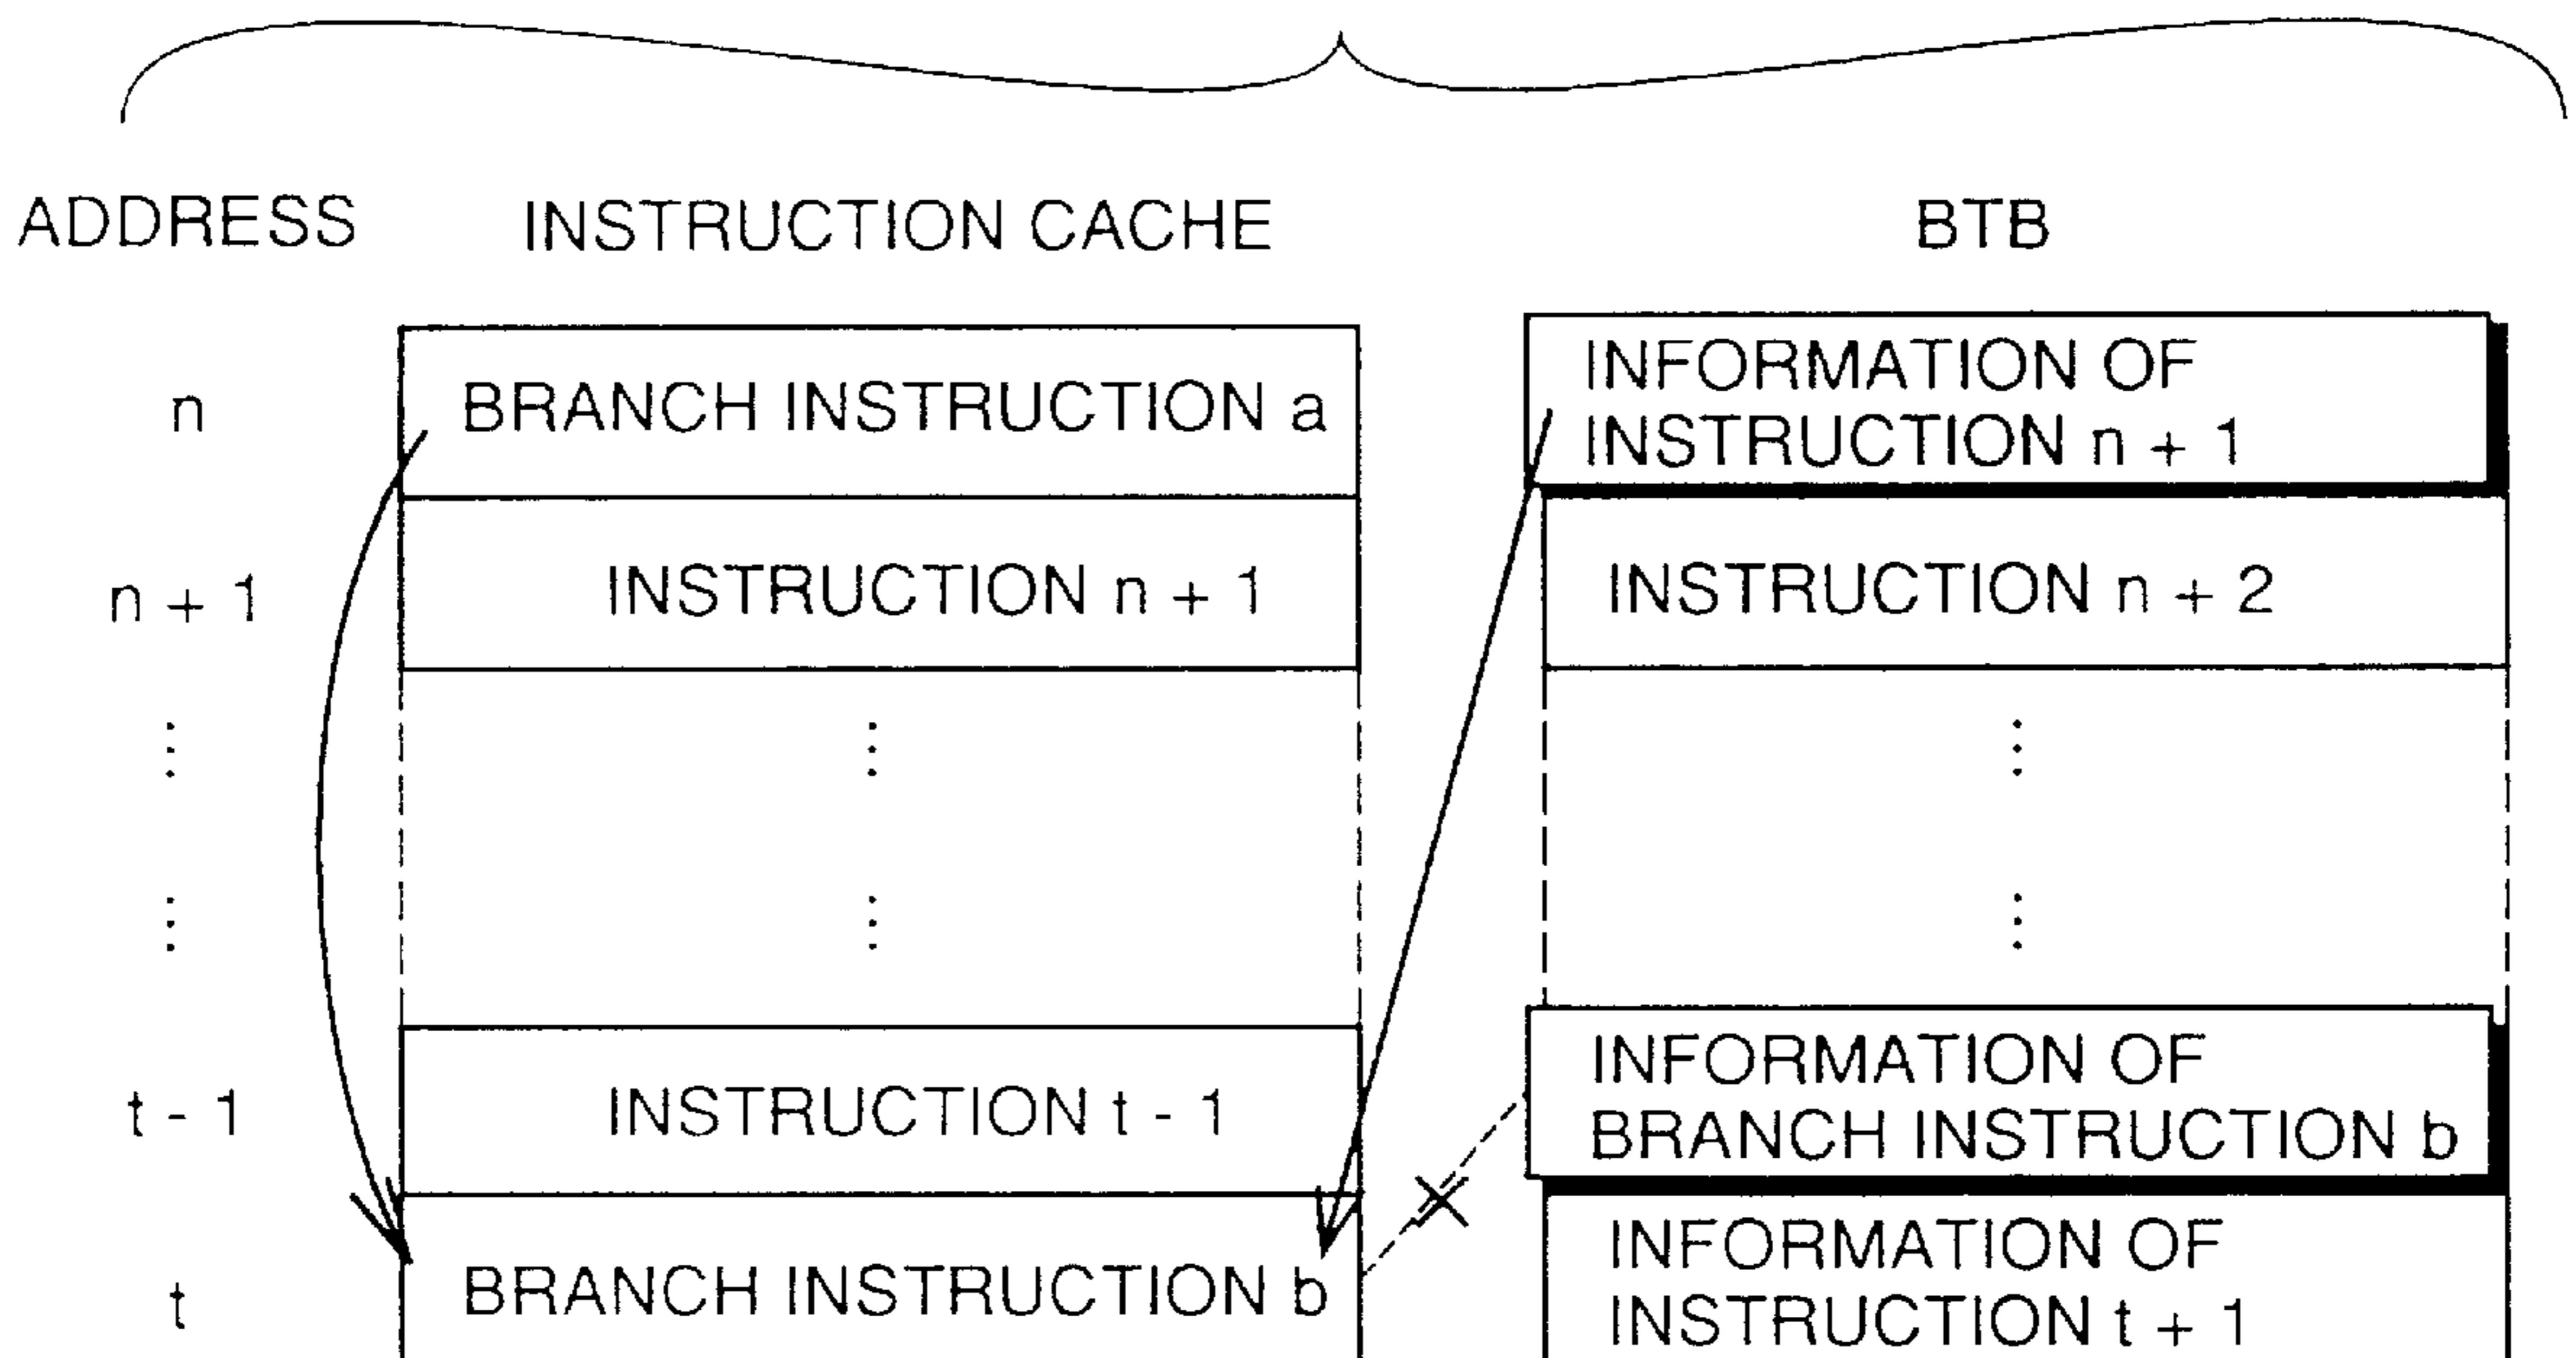 ADDRESS INSTRUCTION CACHE BTB
n BRANCH INSTRUCTION a INFORMATION OF
INSTRUCTION n + 1
n + 1 INSTRUCTION n + 1 INSTRUCTION n + 2
t - 1 INSTRUCTION t - 1 INFORMATION OF
BRANCH INSTRUCTION b
t BRANCH INSTRUCTION b INFORMATION OF
INSTRUCTION t + 1